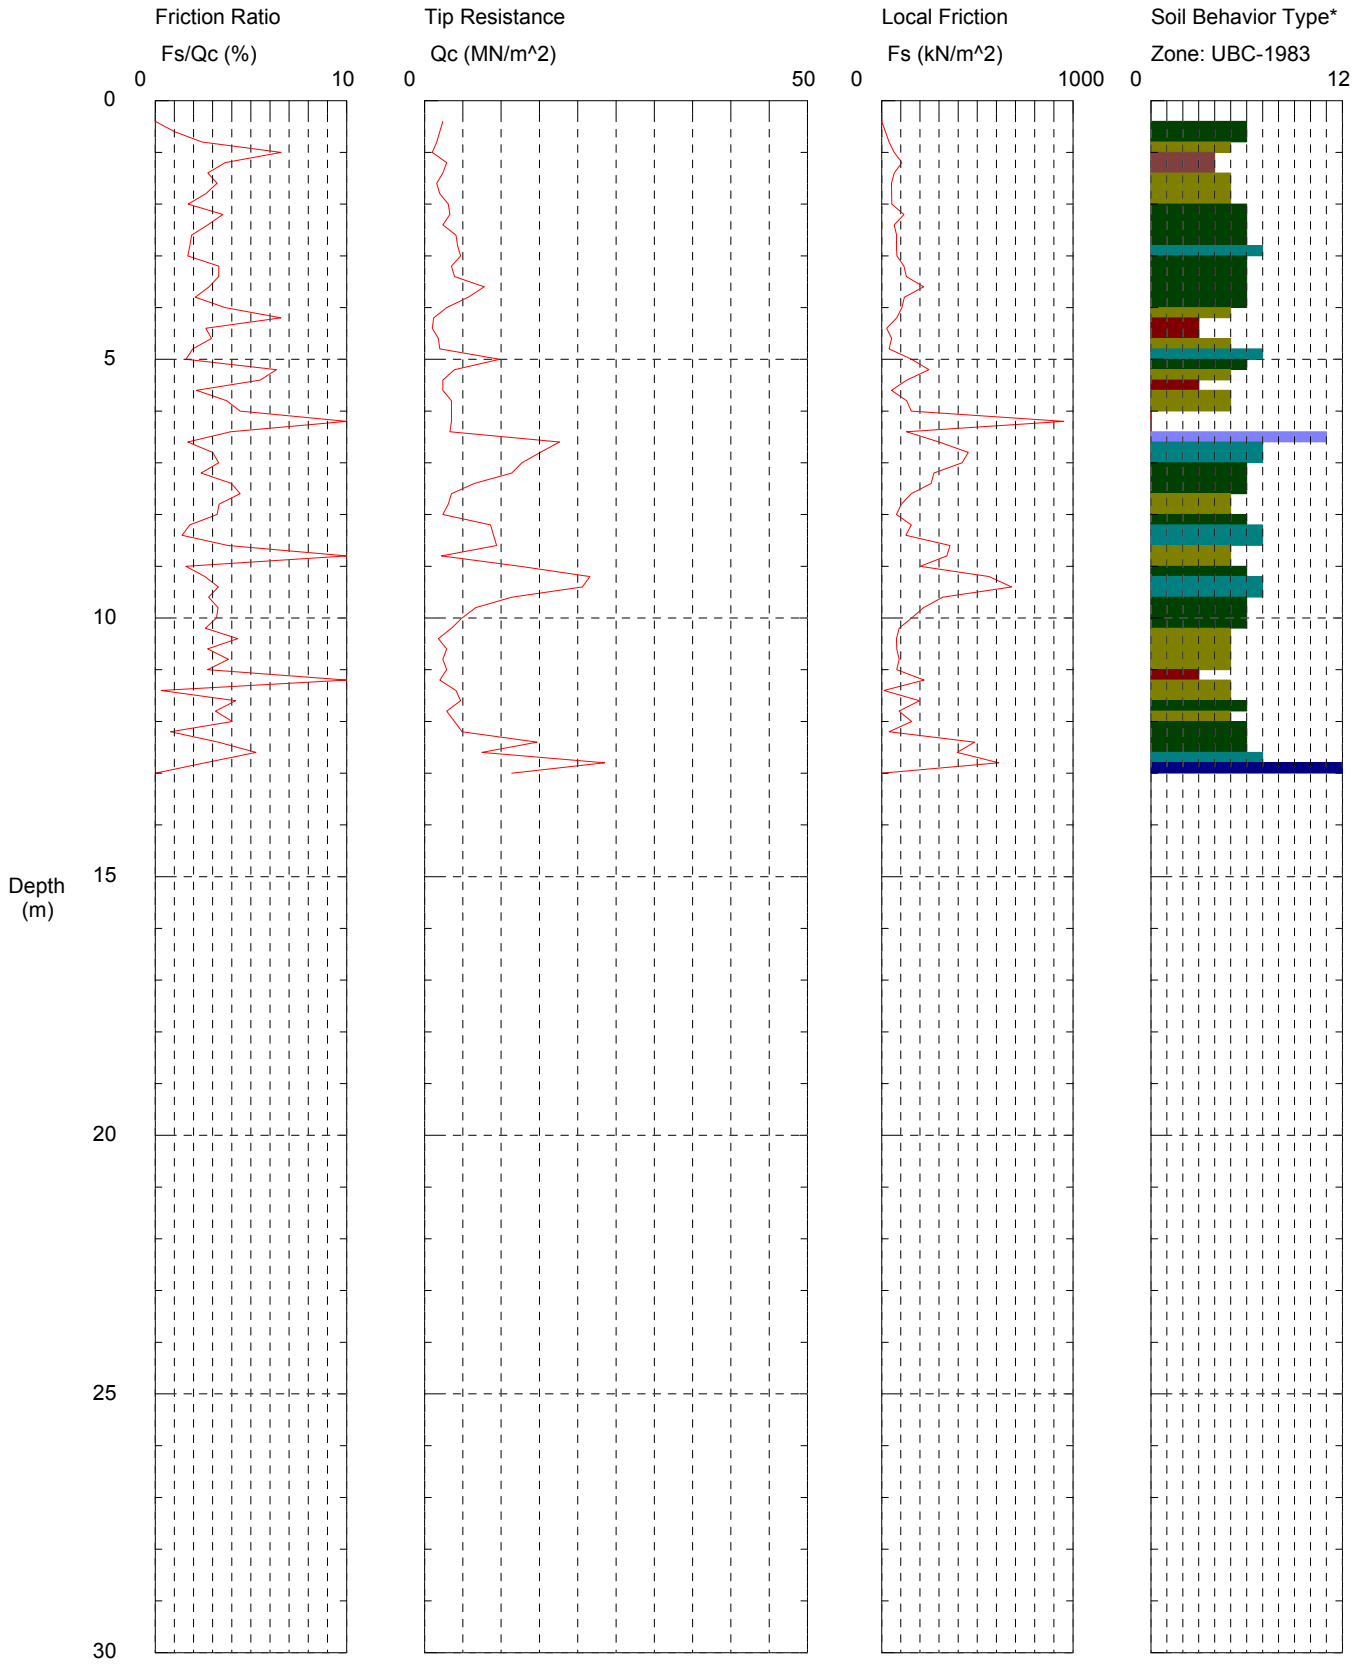 Friction Ratio
Tip Resistance
Local Friction
Soil Behavior Type*
Fs/Qc (%)
Qc (MN/m^2)
Fs (kN/m^2)
Zone: UBC-1983
0 10
0 50
0 1000
0 12
0
5
10
15
Depth
(m)
20
25
30